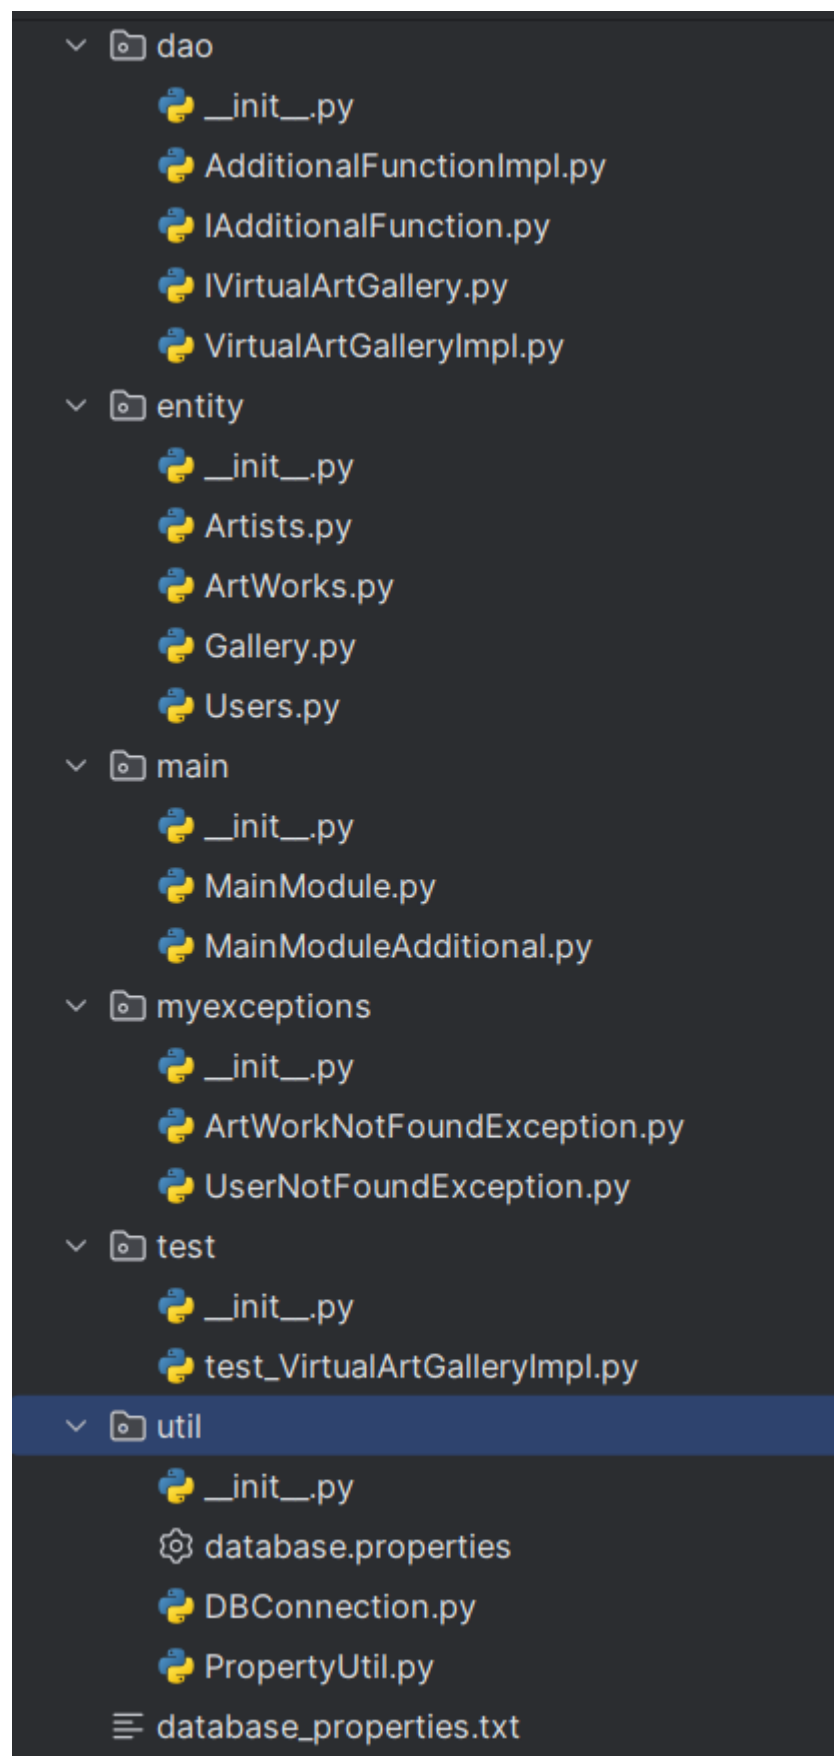 dao
__init__.py
AdditionalFunctionImpl.py
IAdditionalFunction.py
IVirtualArtGallery.py
VirtualArtGalleryImpl.py
entity
__init__.py
Artists.py
ArtWorks.py
Gallery.py
Users.py
main
__init__.py
MainModule.py
MainModuleAdditional.py
myexceptions
__init__.py
ArtWorkNotFoundException.py
UserNotFoundException.py
test
__init__.py
test_VirtualArtGalleryImpl.py
util
__init__.py
database.properties
DBConnection.py
PropertyUtil.py
database_properties.txt